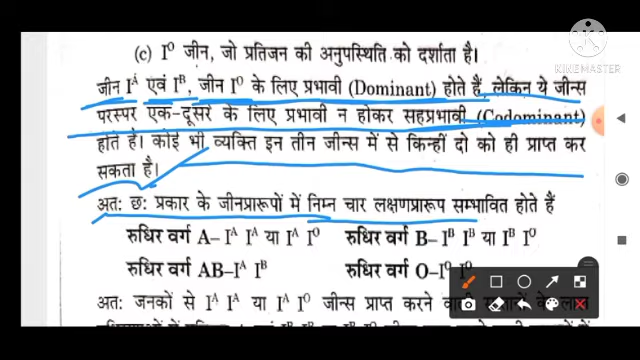 (c) I⁰ जीन, जो प्रतिजन की अनुपस्थिति को दर्शाता है।
जीन Iᴬ एवं Iᴮ, जीन I⁰ के लिए प्रभावी (Dominant) होते हैं, लेकिन ये जीन्स
परस्पर एक दूसरे के लिए प्रभावी न होकर सहप्रभावी (Codominant)
होते हैं। कोई भी व्यक्ति इन तीन जीन्स में से किन्हीं दो को ही प्राप्त कर
सकता है।
अतः छः प्रकार के जीनप्रारूपों में निम्न चार लक्षणप्रारूप सम्भावित होते हैं
रुधिर वर्ग A– Iᴬ Iᴬ या Iᴬ I⁰ रुधिर वर्ग B– Iᴮ Iᴮ या Iᴮ I⁰
रुधिर वर्ग AB–Iᴬ Iᴮ रुधिर वर्ग O–I⁰ I⁰
अतः जनकों से Iᴬ Iᴬ या Iᴬ I⁰ जीन्स प्राप्त करने
Made with
KINEMASTER